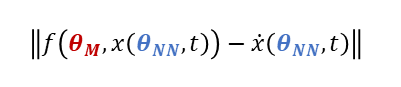 ‖f(θ_M, x(θ_NN, t)) − ẋ(θ_NN, t)‖